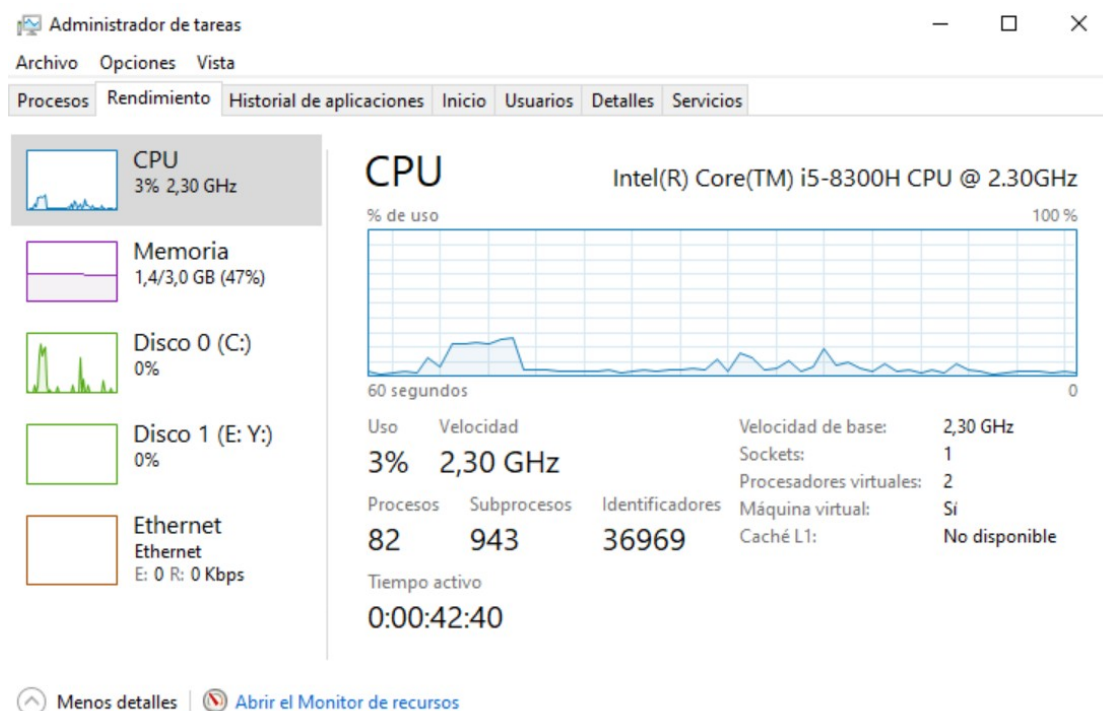 Administrador de tareas
Archivo Opciones Vista
Procesos Rendimiento Historial de aplicaciones Inicio Usuarios Detalles Servicios
CPU
3% 2,30 GHz
Memoria
1,4/3,0 GB (47%)
Disco 0 (C:)
0%
Disco 1 (E: Y:)
0%
Ethernet
Ethernet
E: 0 R: 0 Kbps
CPU Intel(R) Core(TM) i5-8300H CPU @ 2.30GHz
% de uso 100 %
60 segundos 0
Uso Velocidad
3% 2,30 GHz
Procesos Subprocesos Identificadores
82 943 36969
Tiempo activo
0:00:42:40
Velocidad de base: 2,30 GHz
Sockets: 1
Procesadores virtuales: 2
Máquina virtual: Sí
Caché L1: No disponible
Menos detalles Abrir el Monitor de recursos